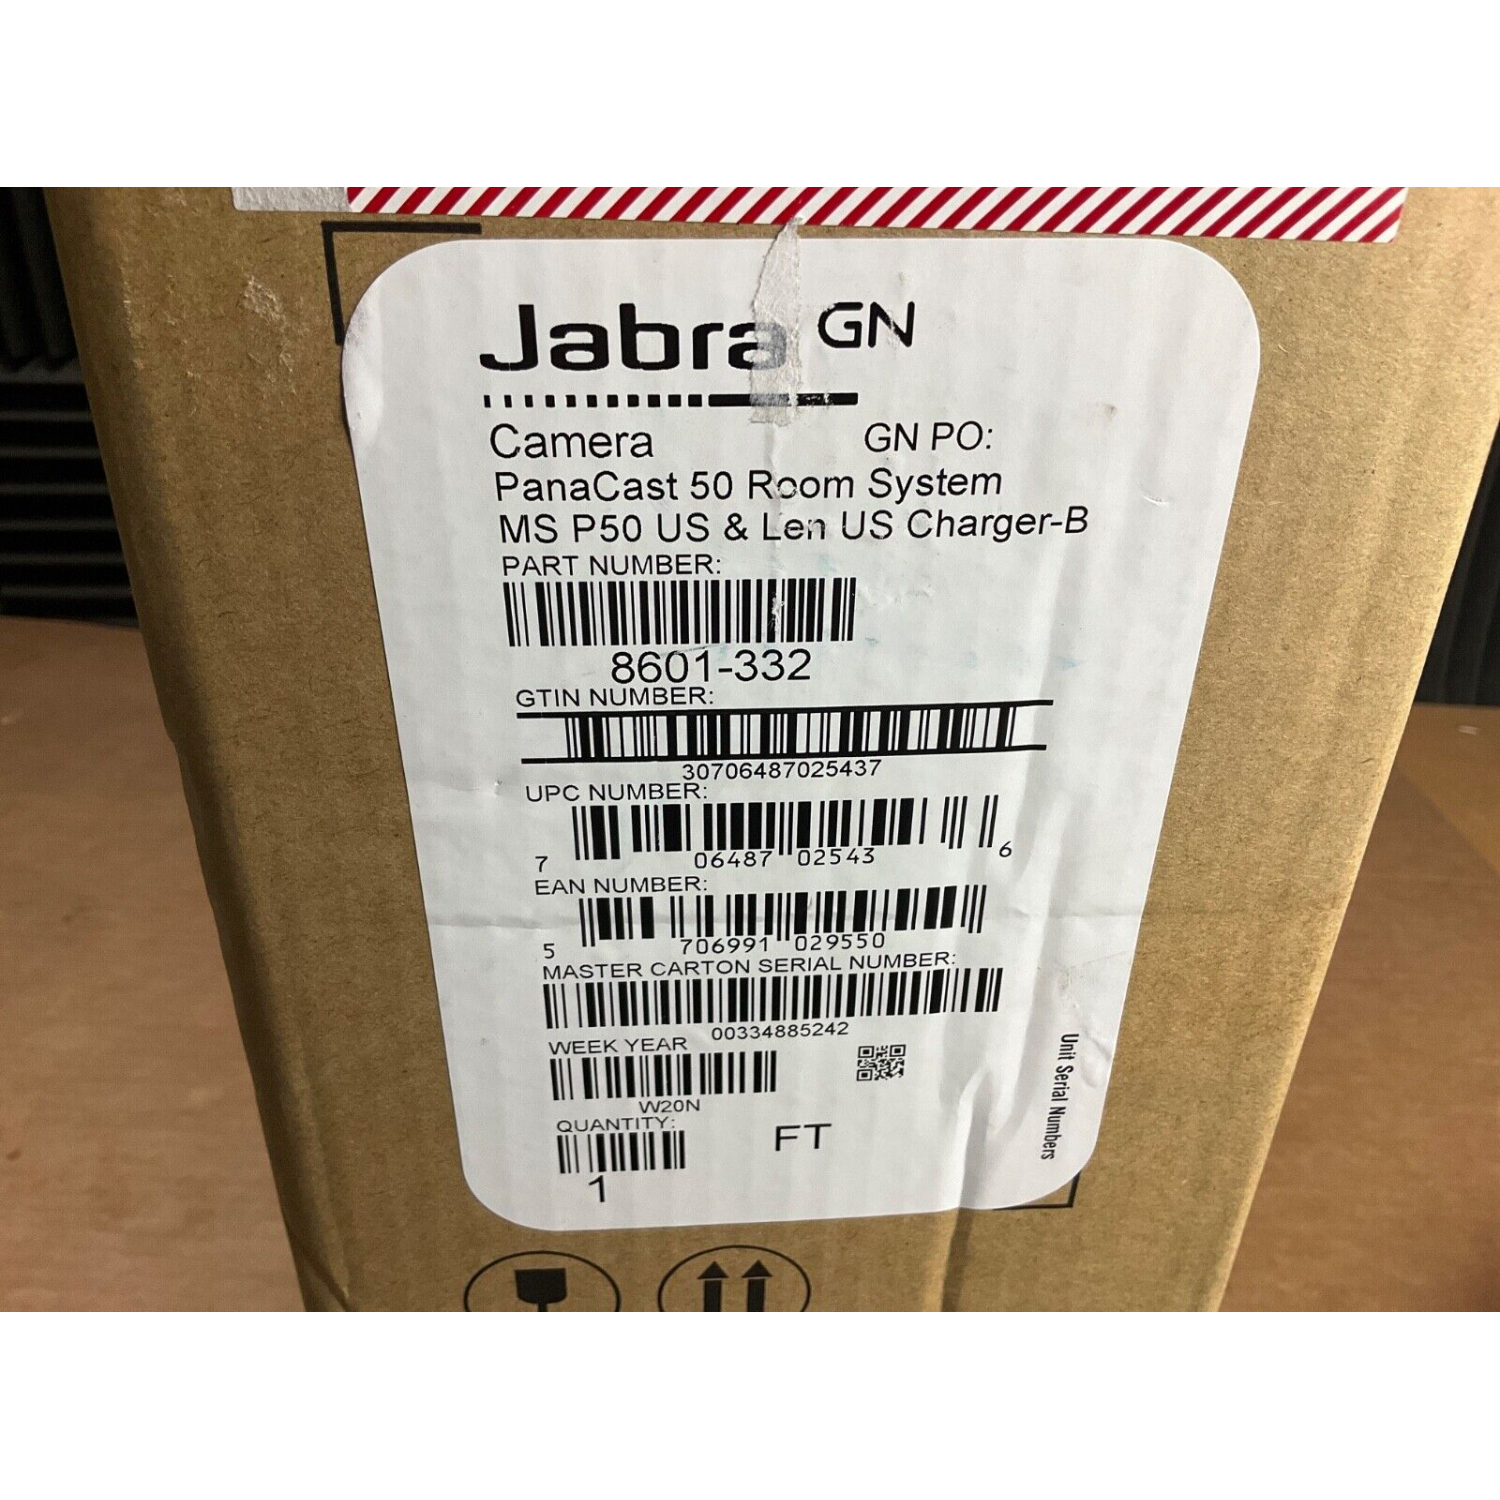 Jabra GN
Camera GN PO:
PanaCast 50 Room System
MS P50 US & Len US Charger-B
PART NUMBER:
8601-332
GTIN NUMBER:
30706487025437
UPC NUMBER:
7 06487 02543 6
EAN NUMBER:
5 706991 029550
MASTER CARTON SERIAL NUMBER:
00334885242
WEEK YEAR
W20N
QUANTITY:
1
FT
Unit Serial Numbers